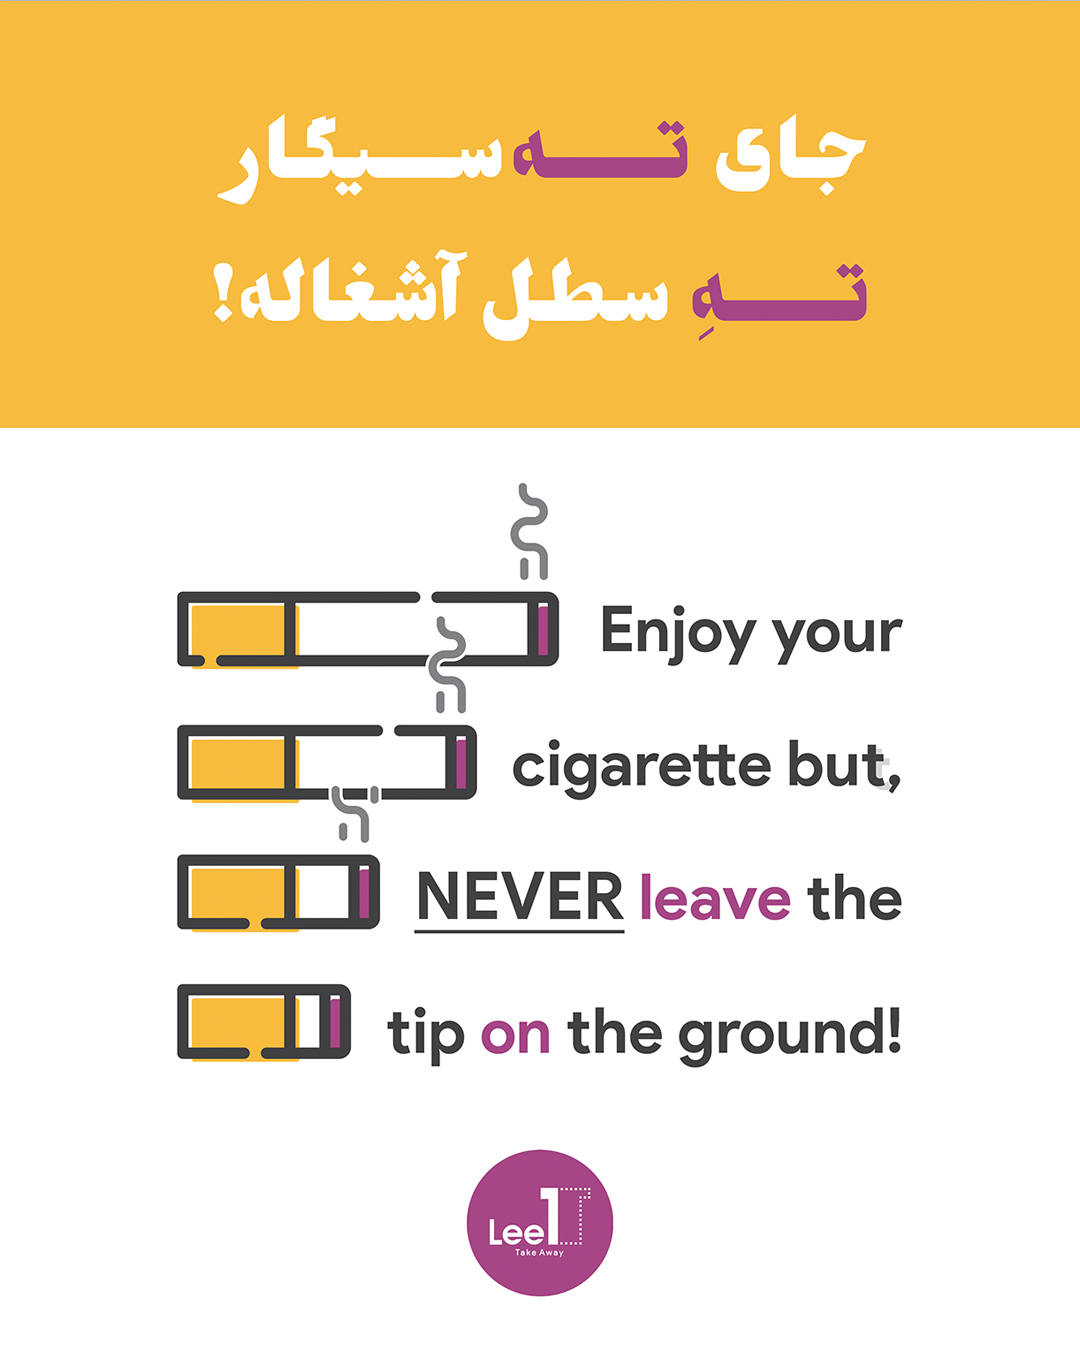 جای ته سیگار
تهِ سطل آشغاله!
Enjoy your
cigarette but,
NEVER leave the
tip on the ground!
Lee1T
Take Away